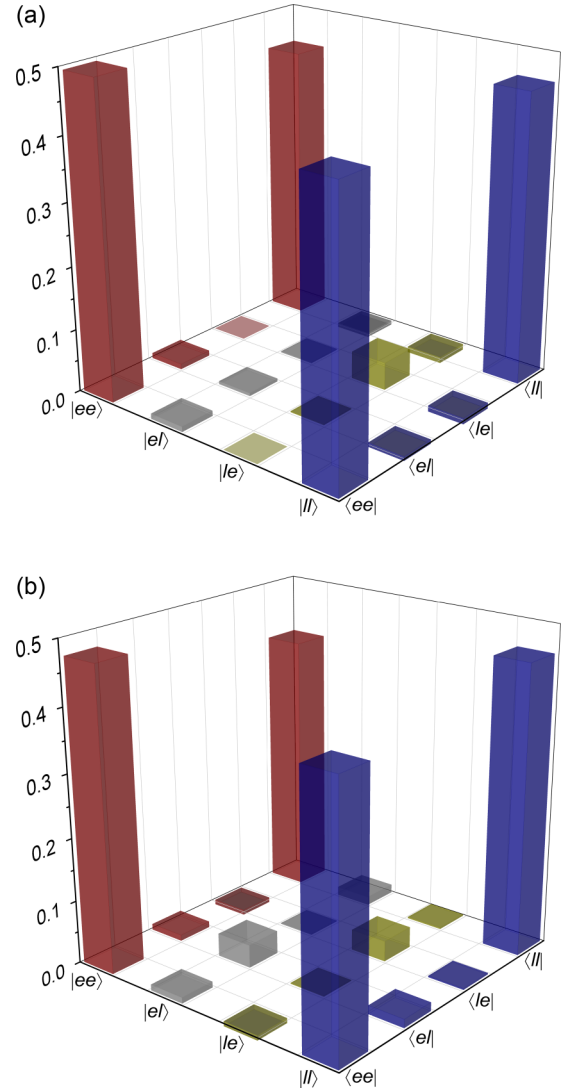 (a)
0.5
0.4
0.3
0.2
0.1
0.0
|ee⟩
|el⟩
|le⟩
|ll⟩
⟨ee|
⟨el|
⟨le|
⟨ll|
(b)
0.5
0.4
0.3
0.2
0.1
0.0
|ee⟩
|el⟩
|le⟩
|ll⟩
⟨ee|
⟨el|
⟨le|
⟨ll|